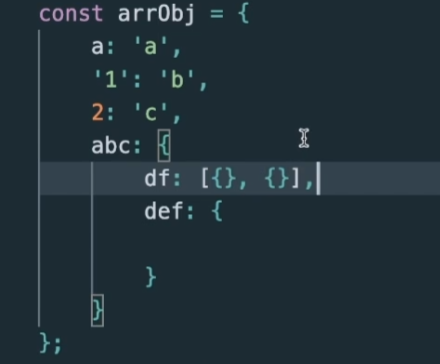 const arrObj = {
    a: 'a',
    '1': 'b',
    2: 'c',
    abc: {
        df: [{}, {}],
        def: {

        }
    }
};